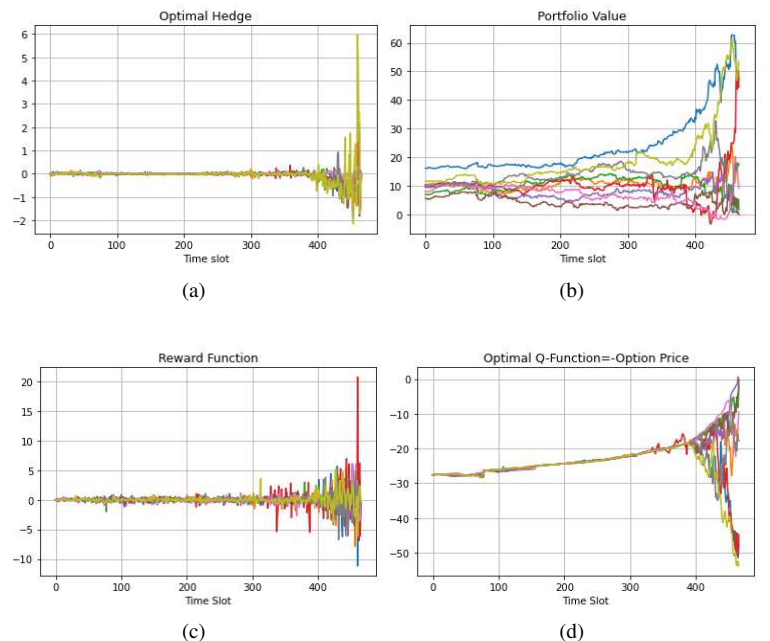 Optimal Hedge
6
5
4
3
2
1
0
−1
−2
0 100 200 300 400
Time slot
(a)
Portfolio Value
60
50
40
30
20
10
0
0 100 200 300 400
Time slot
(b)
Reward Function
20
15
10
5
0
−5
−10
0 100 200 300 400
Time Slot
(c)
Optimal Q-Function=-Option Price
0
−10
−20
−30
−40
−50
0 100 200 300 400
Time Slot
(d)